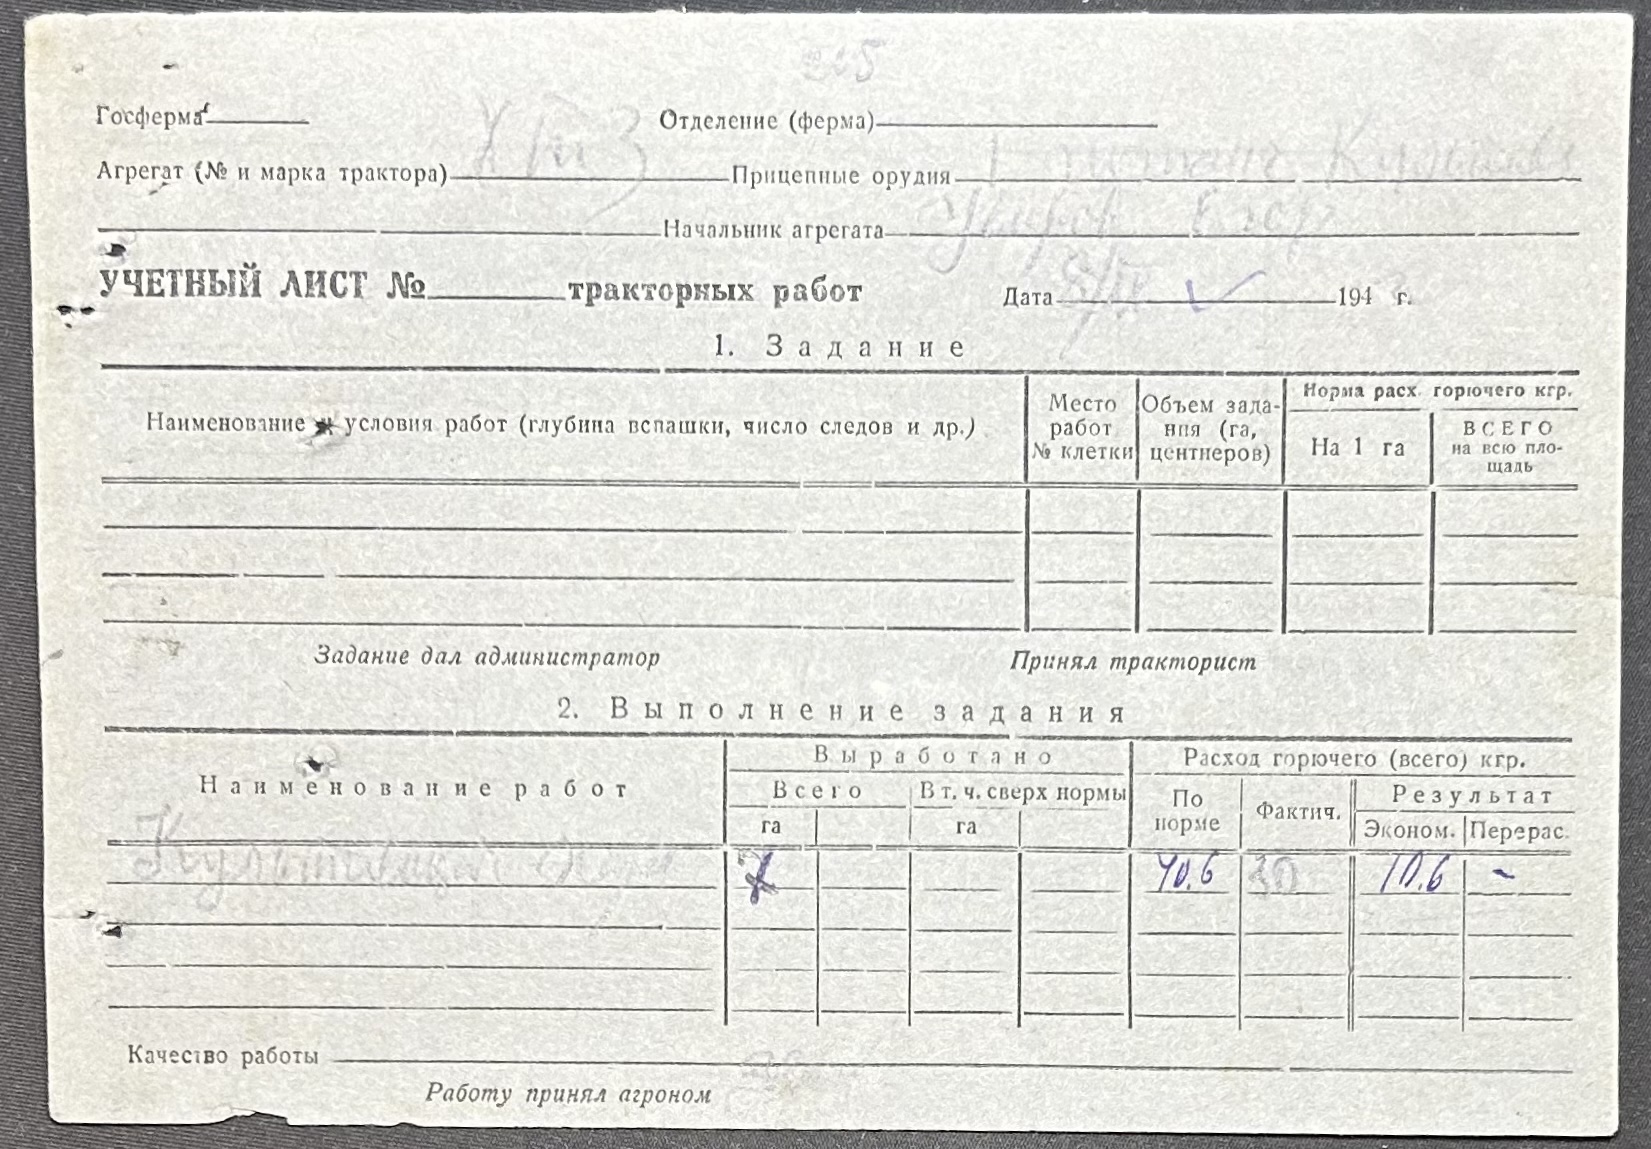 Госферма Отделение (ферма)
Агрегат (№ и марка трактора) ХТЗ Прицепные орудия
Начальник агрегата
УЧЕТНЫЙ ЛИСТ № тракторных работ Дата 194 г.
1. Задание
Наименование и условия работ (глубина вспашки, число следов и др.) Место работ № клетки Объем зада-ния (га, центнеров) Норма расх. горючего кгр.
На 1 га ВСЕГО на всю пло-щадь
Задание дал администратор Принял тракторист
2. Выполнение задания
Наименование работ Выработано Расход горючего (всего) кгр.
Всего В т. ч. сверх нормы По норме Фактич. Результат
га га Эконом. Перерас.
40.6 30 10.6 -
Качество работы
Работу принял агроном